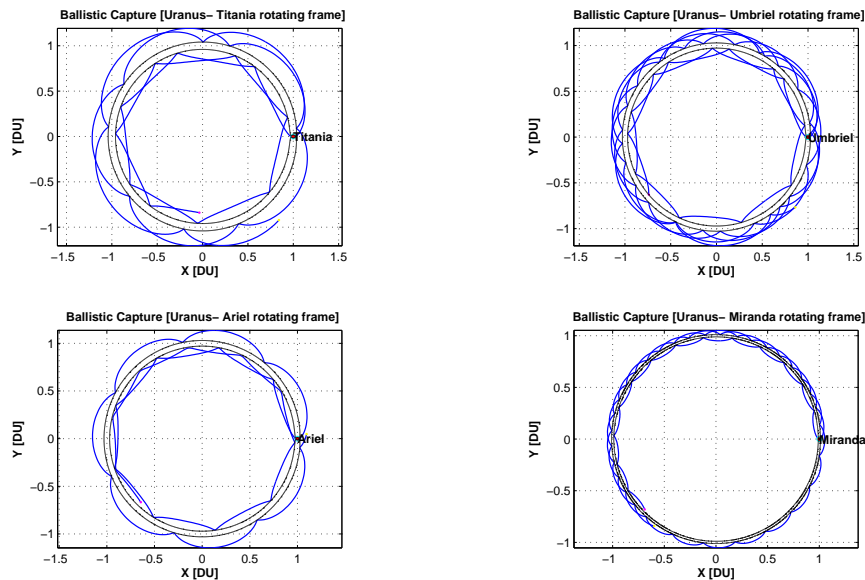 Ballistic Capture [Uranus− Titania rotating frame]
1
0.5
0
−0.5
−1
Y [DU]
Titania
−1.5 −1 −0.5 0 0.5 1 1.5
X [DU]
Ballistic Capture [Uranus− Umbriel rotating frame]
1
0.5
0
−0.5
−1
Y [DU]
Umbriel
−1.5 −1 −0.5 0 0.5 1 1.5
X [DU]
Ballistic Capture [Uranus− Ariel rotating frame]
1
0.5
0
−0.5
−1
Y [DU]
Ariel
−1.5 −1 −0.5 0 0.5 1 1.5
X [DU]
Ballistic Capture [Uranus− Miranda rotating frame]
1
0.5
0
−0.5
−1
Y [DU]
Miranda
−1 −0.5 0 0.5 1
X [DU]